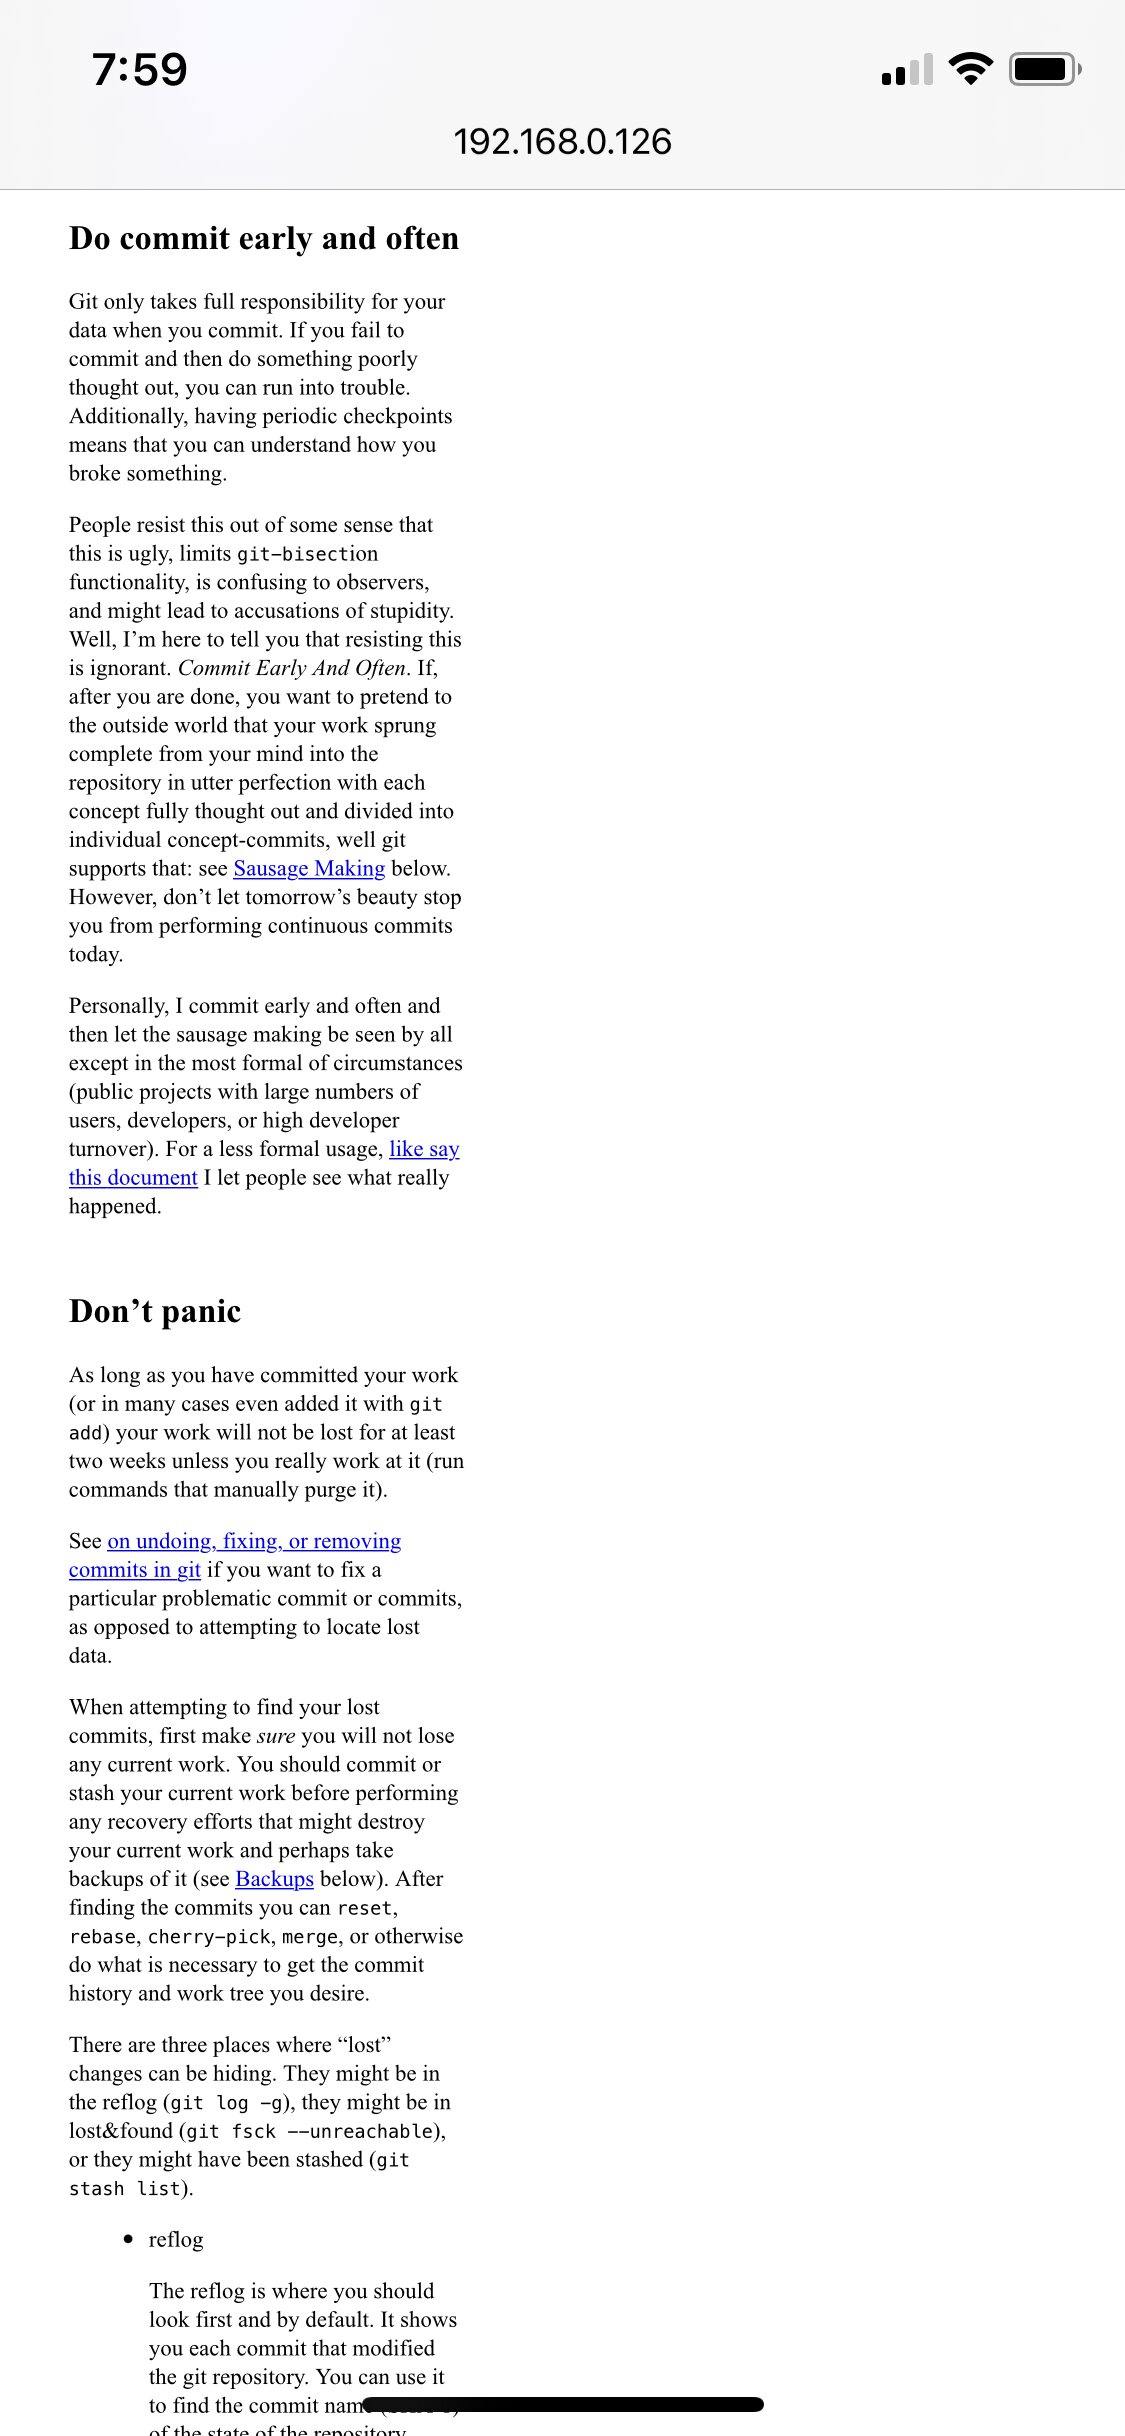 7:59
192.168.0.126
Do commit early and often
Git only takes full responsibility for your
data when you commit. If you fail to
commit and then do something poorly
thought out, you can run into trouble.
Additionally, having periodic checkpoints
means that you can understand how you
broke something.
People resist this out of some sense that
this is ugly, limits git-bisection
functionality, is confusing to observers,
and might lead to accusations of stupidity.
Well, I’m here to tell you that resisting this
is ignorant. Commit Early And Often. If,
after you are done, you want to pretend to
the outside world that your work sprung
complete from your mind into the
repository in utter perfection with each
concept fully thought out and divided into
individual concept-commits, well git
supports that: see Sausage Making below.
However, don’t let tomorrow’s beauty stop
you from performing continuous commits
today.
Personally, I commit early and often and
then let the sausage making be seen by all
except in the most formal of circumstances
(public projects with large numbers of
users, developers, or high developer
turnover). For a less formal usage, like say
this document I let people see what really
happened.
Don’t panic
As long as you have committed your work
(or in many cases even added it with git
add) your work will not be lost for at least
two weeks unless you really work at it (run
commands that manually purge it).
See on undoing, fixing, or removing
commits in git if you want to fix a
particular problematic commit or commits,
as opposed to attempting to locate lost
data.
When attempting to find your lost
commits, first make sure you will not lose
any current work. You should commit or
stash your current work before performing
any recovery efforts that might destroy
your current work and perhaps take
backups of it (see Backups below). After
finding the commits you can reset,
rebase, cherry-pick, merge, or otherwise
do what is necessary to get the commit
history and work tree you desire.
There are three places where “lost”
changes can be hiding. They might be in
the reflog (git log -g), they might be in
lost&found (git fsck --unreachable),
or they might have been stashed (git
stash list).
• reflog
The reflog is where you should
look first and by default. It shows
you each commit that modified
the git repository. You can use it
to find the commit name
of the state of the repository